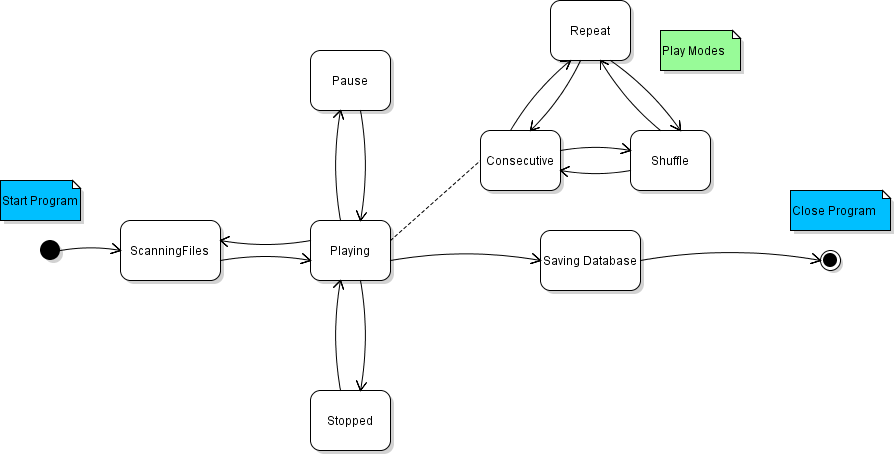 Repeat
Play Modes
Pause
Consecutive
Shuffle
Start Program
Close Program
ScanningFiles
Playing
Saving Database
Stopped